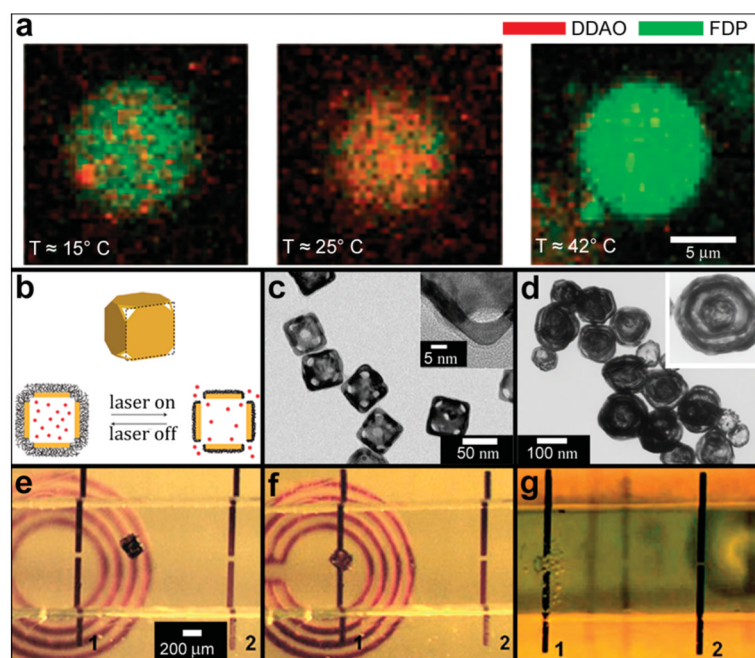 a
DDAO FDP
T ≈ 15° C
T ≈ 25° C
T ≈ 42° C
5 μm
b
laser on
laser off
c
5 nm
50 nm
d
100 nm
e
1
2
200 μm
f
1
2
g
1
2